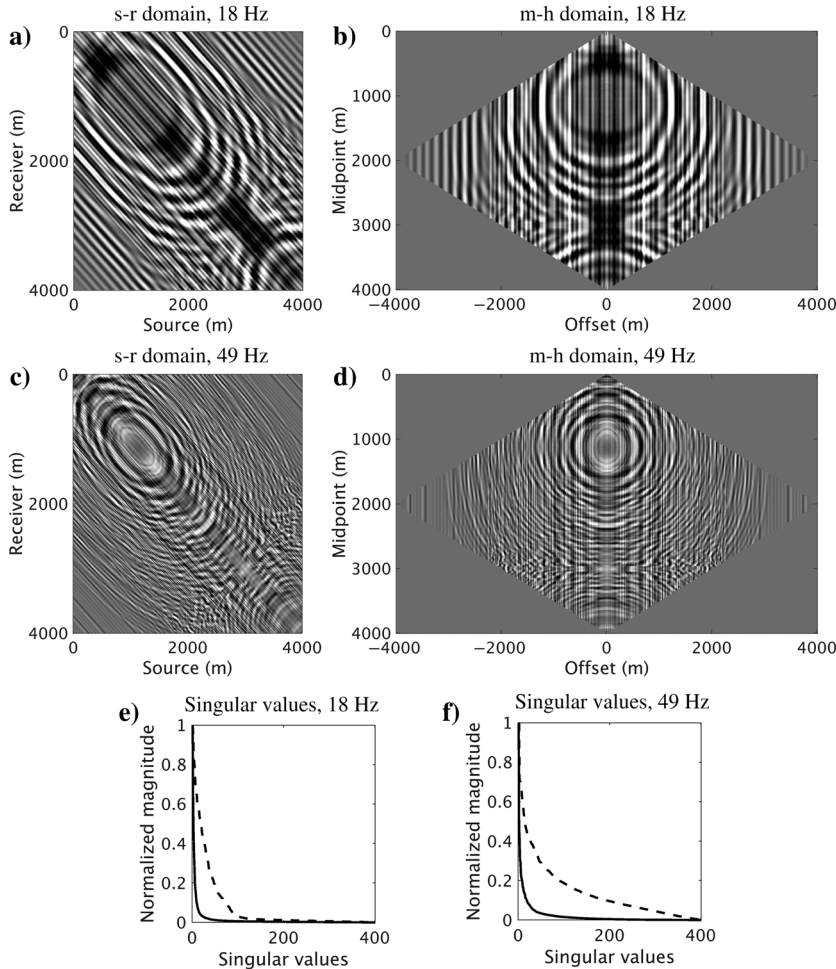 s-r domain, 18 Hz
m-h domain, 18 Hz
a)
b)
0
1000
2000
3000
4000
Midpoint (m)
0
2000
4000
Receiver (m)
0
2000
4000
Source (m)
−4000
−2000
0
2000
4000
Offset (m)
s-r domain, 49 Hz
m-h domain, 49 Hz
c)
d)
0
2000
4000
Receiver (m)
0
1000
2000
3000
4000
Midpoint (m)
0
2000
4000
Source (m)
−4000
−2000
0
2000
4000
Offset (m)
e)
Singular values, 18 Hz
f)
Singular values, 49 Hz
1
0.8
0.6
0.4
0.2
0
Normalized magnitude
0
200
400
Singular values
1
0.8
0.6
0.4
0.2
0
Normalized magnitude
0
200
400
Singular values